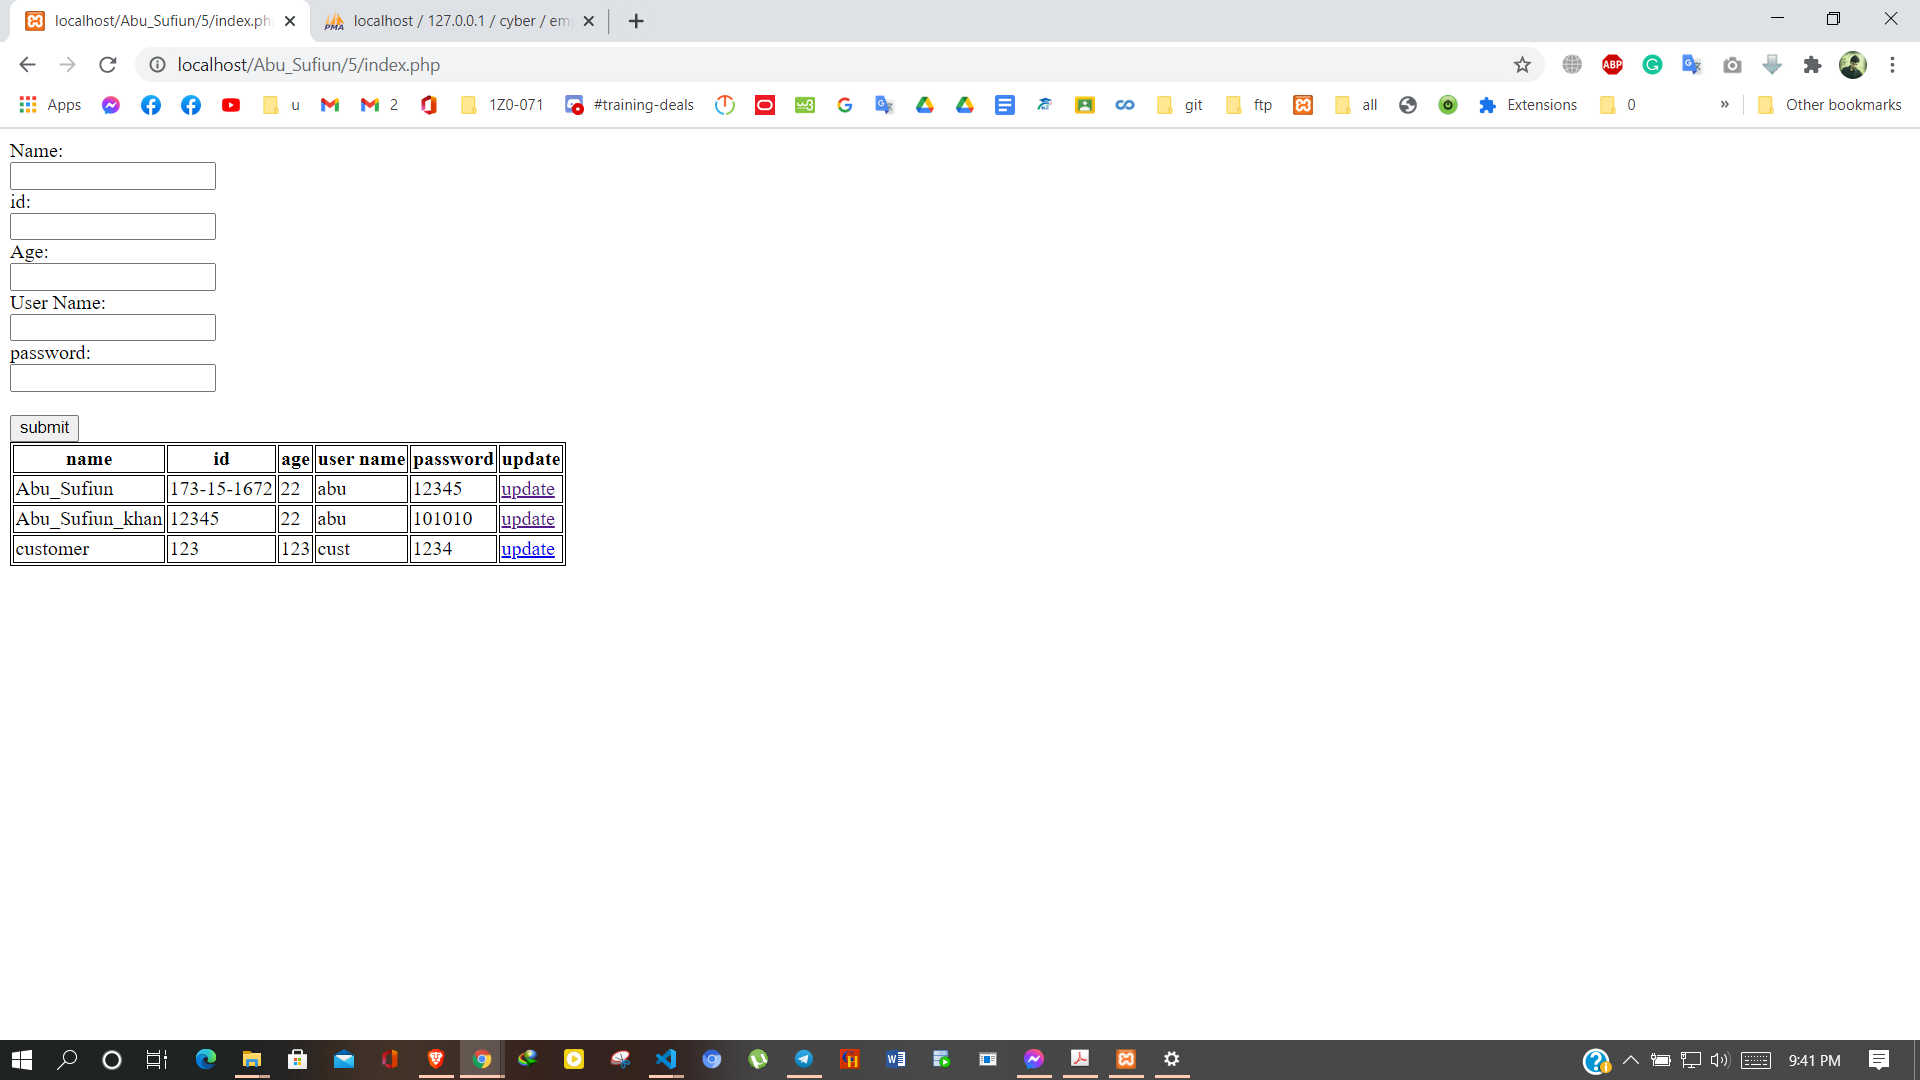 localhost/Abu_Sufiun/5/index.ph
localhost / 127.0.0.1 / cyber / em
localhost/Abu_Sufiun/5/index.php
Apps u 2 1Z0-071 #training-deals git ftp all Extensions 0 » Other bookmarks
Name:
id:
Age:
User Name:
password:
submit
name id age user name password update
Abu_Sufiun 173-15-1672 22 abu 12345 update
Abu_Sufiun_khan 12345 22 abu 101010 update
customer 123 123 cust 1234 update
9:41 PM